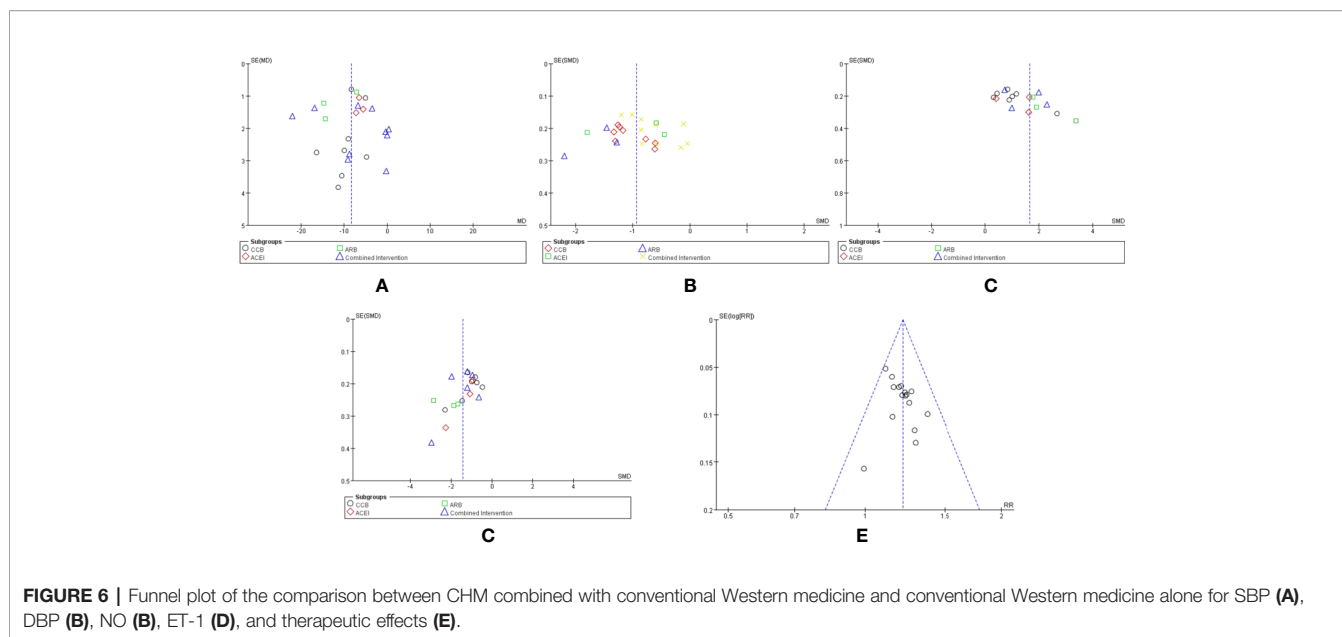 SE(MD)
0
1
2
3
4
5
-20
-10
0
10
20
MD
Subgroups
CCB
ACEI
ARB
Combined Intervention
A
SE(SMD)
0
0.1
0.2
0.3
0.4
0.5
-2
-1
0
1
2
SMD
Subgroups
CCB
ACEI
ARB
Combined Intervention
B
SE(SMD)
0
0.2
0.4
0.6
0.8
1
-4
-2
0
2
4
SMD
Subgroups
CCB
ACEI
ARB
Combined Intervention
C
SE(SMD)
0
0.1
0.2
0.3
0.4
0.5
-4
-2
0
2
4
SMD
Subgroups
CCB
ACEI
ARB
Combined Intervention
C
SE(log[RR])
0
0.05
0.1
0.15
0.2
0.5
0.7
1
1.5
2
RR
E
FIGURE 6 | Funnel plot of the comparison between CHM combined with conventional Western medicine and conventional Western medicine alone for SBP (A),
DBP (B), NO (B), ET-1 (D), and therapeutic effects (E).